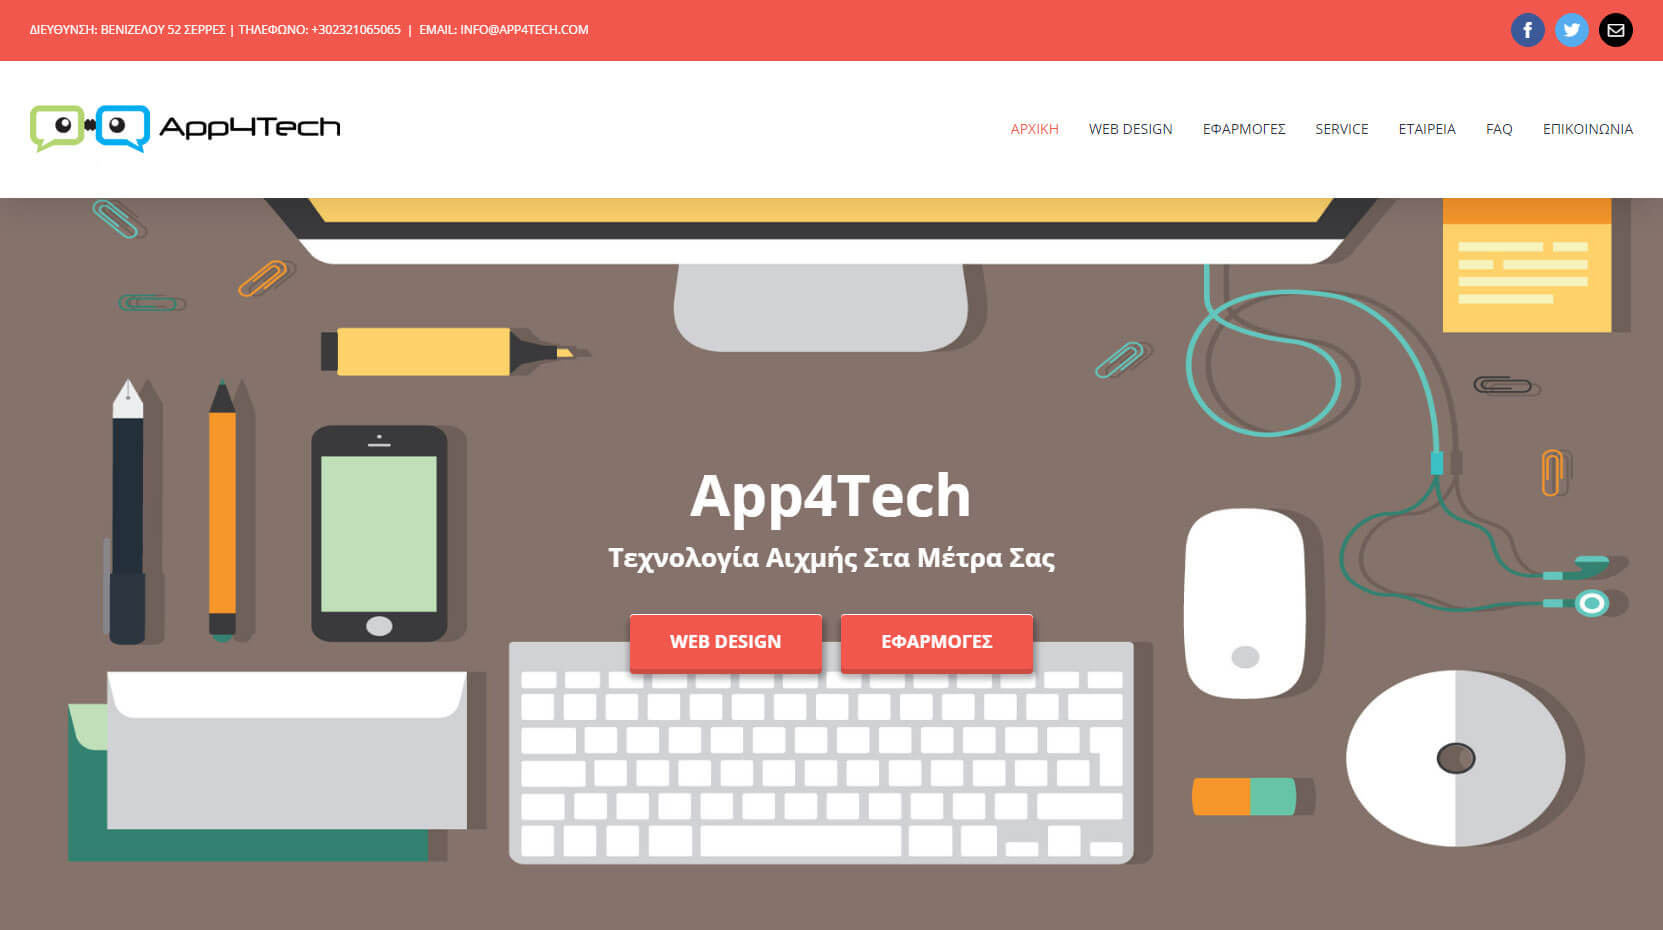 ΔΙΕΥΘΥΝΣΗ: ΒΕΝΙΖΕΛΟΥ 52 ΣΕΡΡΕΣ | ΤΗΛΕΦΩΝΟ: +302321065065 | EMAIL: INFO@APP4TECH.COM
App4Tech
ΑΡΧΙΚΗ WEB DESIGN ΕΦΑΡΜΟΓΕΣ SERVICE ΕΤΑΙΡΕΙΑ FAQ ΕΠΙΚΟΙΝΩΝΙΑ
App4Tech
Τεχνολογία Αιχμής Στα Μέτρα Σας
WEB DESIGN ΕΦΑΡΜΟΓΕΣ